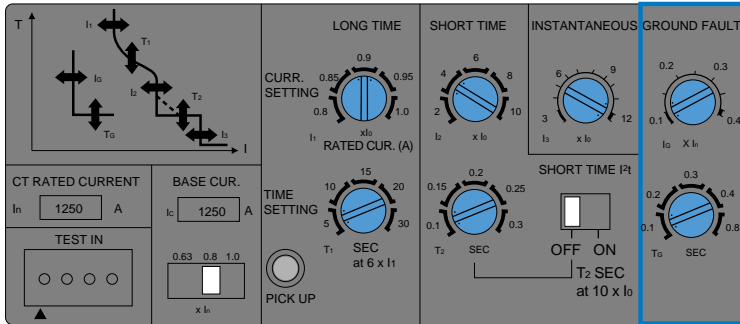 T
I₁
T₁
IG
I₂
T₂
TG
I₃
I
LONG TIME
CURR.
SETTING
0.8
0.85
0.9
0.95
1.0
I₁
xI₀
RATED CUR. (A)
SHORT TIME
2
4
6
8
10
I₂
x I₀
INSTANTANEOUS
3
6
9
12
I₃
x I₀
GROUND FAULT
0.1
0.2
0.3
0.4
IG
X Iₙ
CT RATED CURRENT
Iₙ
1250
A
BASE CUR.
Ic
1250
A
TEST IN
0.63 0.8 1.0
x Iₙ
PICK UP
TIME
SETTING
5
10
15
20
30
T₁
SEC
at 6 x I₁
0.1
0.15
0.2
0.25
0.3
T₂
SEC
SHORT TIME I²t
OFF ON
T₂ SEC
at 10 x I₀
0.1
0.2
0.3
0.4
0.8
TG
SEC